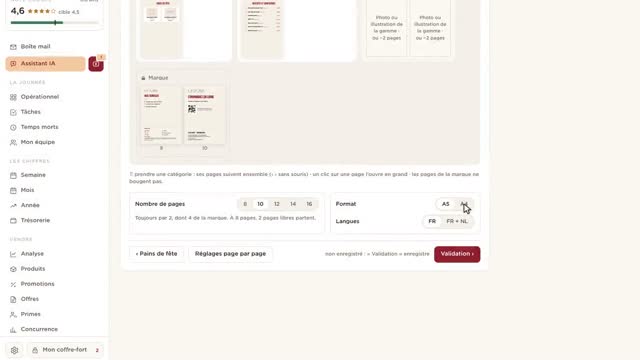 4,6 ★★★★ cible 4,5
Boîte mail
Assistant IA
LA JOURNÉE
Opérationnel
Tâches
Temps morts
Mon équipe
LES CHIFFRES
Semaine
Mois
Année
Trésorerie
VENDRE
Analyse
Produits
Promotions
Offres
Primes
Concurrence
Mon coffre-fort 2
Photo ou illustration de la gamme · ou −2 pages
Photo ou illustration de la gamme · ou −2 pages
Marque
10
prendre une catégorie : ses pages suivent ensemble (‹ › sans souris) · un clic sur une page l'ouvre en grand · les pages de la marque ne
bougent pas.
Nombre de pages 8 10 12 14 16
Toujours par 2, dont 4 de la marque. À 8 pages, 2 pages libres partent.
Format A5
Langues FR FR + NL
‹ Pains de fête
Réglages page par page
non enregistré : « Validation » enregistre
Validation ›